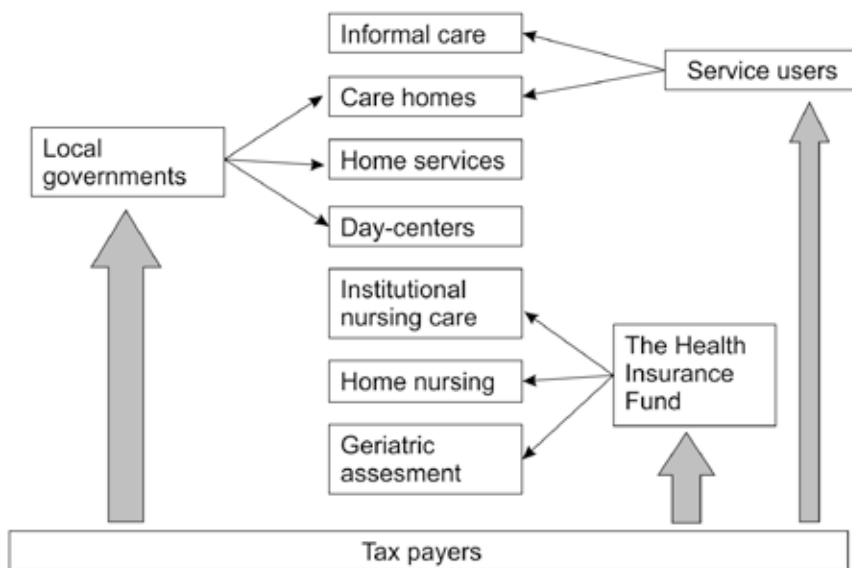 Informal care
Service users
Care homes
Local
governments
Home services
Day-centers
Institutional
nursing care
The Health
Insurance
Fund
Home nursing
Geriatric
assesment
Tax payers